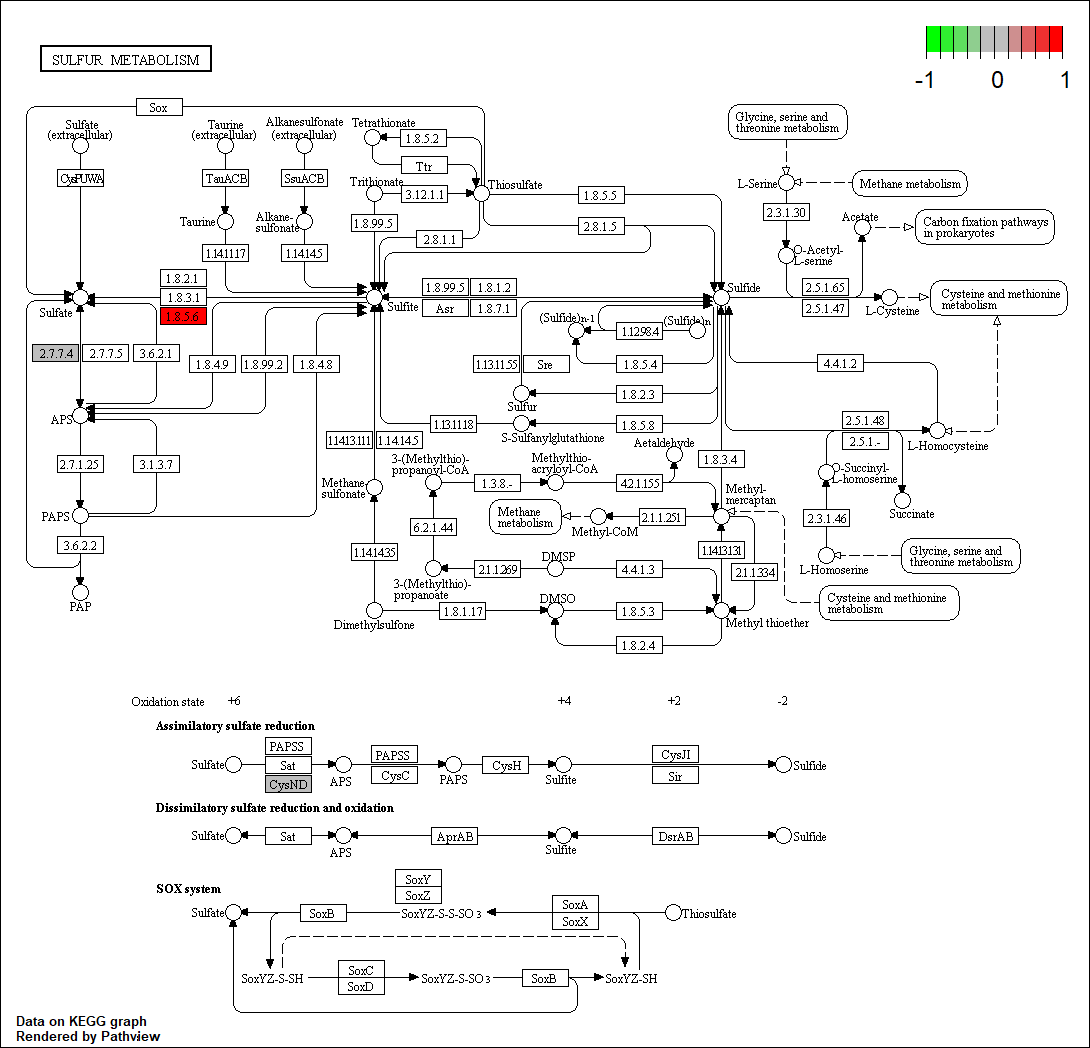 SULFUR METABOLISM
-1 0 1
Sox
Sulfate
(extracellular)
Taurine
(extracellular)
Alkanesulfonate
(extracellular)
Tetrathionate
1.8.5.2
Ttr
Glycine, serine and
threonine metabolism
CysPUWA
TauACB
SsuACB
Trithionate
3.12.1.1
Thiosulfate
1.8.5.5
L-Serine
Methane metabolism
Taurine
Alkane-
sulfonate
1.8.99.5
2.8.1.1
2.8.1.5
2.3.1.30
Acetate
Carbon fixation pathways
in prokaryotes
1.14.11.17
1.14.14.5
O-Acetyl-
L-serine
1.8.2.1
1.8.3.1
1.8.5.6
Sulfate
Sulfite
1.8.99.5
1.8.1.2
Asr
1.8.7.1
Sulfide
2.5.1.65
2.5.1.47
L-Cysteine
Cysteine and methionine
metabolism
(Sulfide)n-1
1.12.98.4
(Sulfide)n
2.7.7.4
2.7.7.5
3.6.2.1
1.8.4.9
1.8.99.2
1.8.4.8
1.13.11.55
Sre
1.8.5.4
4.4.1.2
1.8.2.3
Sulfur
APS
1.13.11.18
S-Sulfanylglutathione
1.8.5.8
2.5.1.48
2.5.1.-
L-Homocysteine
1.14.13.111
1.14.14.5
Aetaldehyde
2.7.1.25
3.1.3.7
3-(Methylthio)-
propanoyl-CoA
Methylthio-
acryloyl-CoA
1.8.3.4
O-Succinyl-
L-homoserine
Methane
sulfonate
1.3.8.-
4.2.1.155
Methyl-
mercaptan
Succinate
PAPS
6.2.1.44
Methane
metabolism
Methyl-CoM
2.1.1.251
2.3.1.46
3.6.2.2
1.14.14.35
1.14.13.131
L-Homoserine
Glycine, serine and
threonine metabolism
DMSP
2.1.1.269
4.4.1.3
2.1.1.334
3-(Methylthio)-
propanoate
PAP
DMSO
Cysteine and methionine
metabolism
1.8.1.17
1.8.5.3
Dimethylsulfone
Methyl thioether
1.8.2.4
Oxidation state +6 +4 +2 -2
Assimilatory sulfate reduction
PAPSS
Sulfate
Sat
CysND
APS
PAPSS
CysC
PAPS
CysH
Sulfite
CysJI
Sir
Sulfide
Dissimilatory sulfate reduction and oxidation
Sulfate
Sat
APS
AprAB
Sulfite
DsrAB
Sulfide
SOX system
SoxY
SoxZ
Sulfate
SoxB
SoxYZ-S-S-SO 3
SoxA
SoxX
Thiosulfate
SoxYZ-S-SH
SoxC
SoxD
SoxYZ-S-SO 3
SoxB
SoxYZ-SH
Data on KEGG graph
Rendered by Pathview